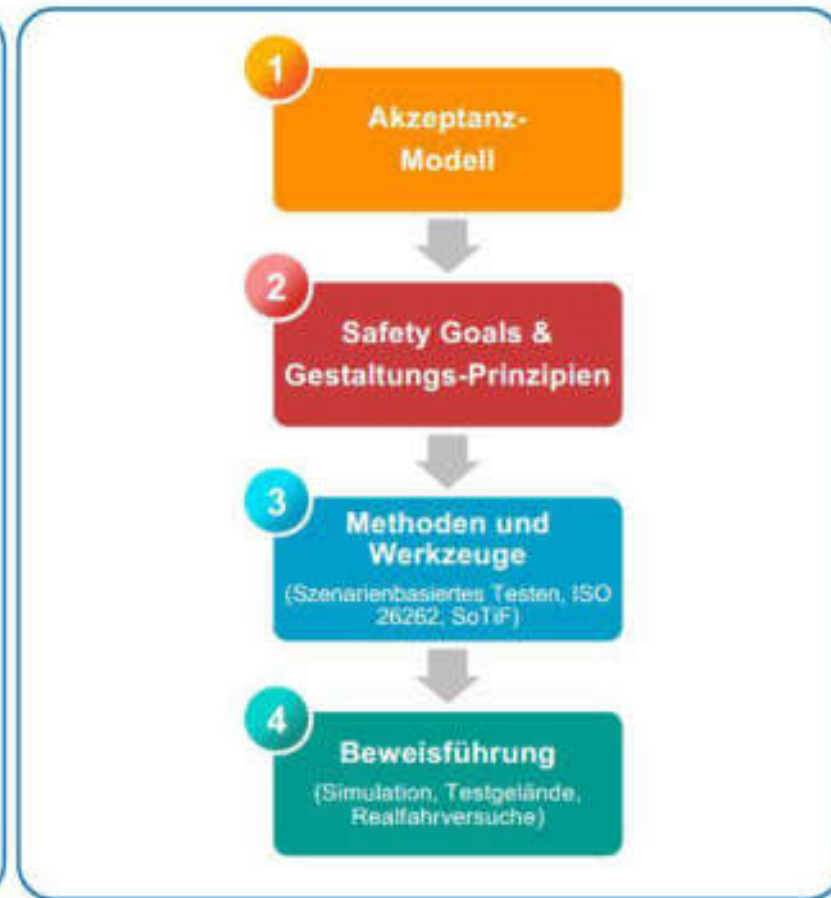 1
Akzeptanz-
Modell
2
Safety Goals &
Gestaltungs-Prinzipien
3
Methoden und
Werkzeuge
(Szenarienbasiertes Testen, ISO
26262, SoTiF)
4
Beweisführung
(Simulation, Testgelände,
Realfahrversuche)